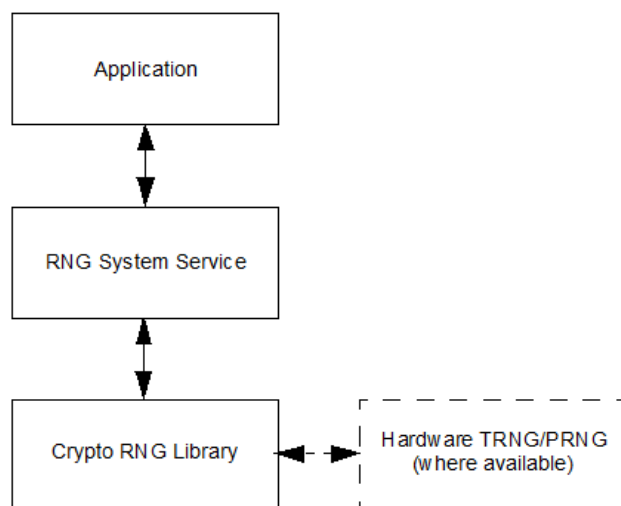 Application
RNG System Service
Crypto RNG Library
Hardware TRNG/PRNG
(where available)